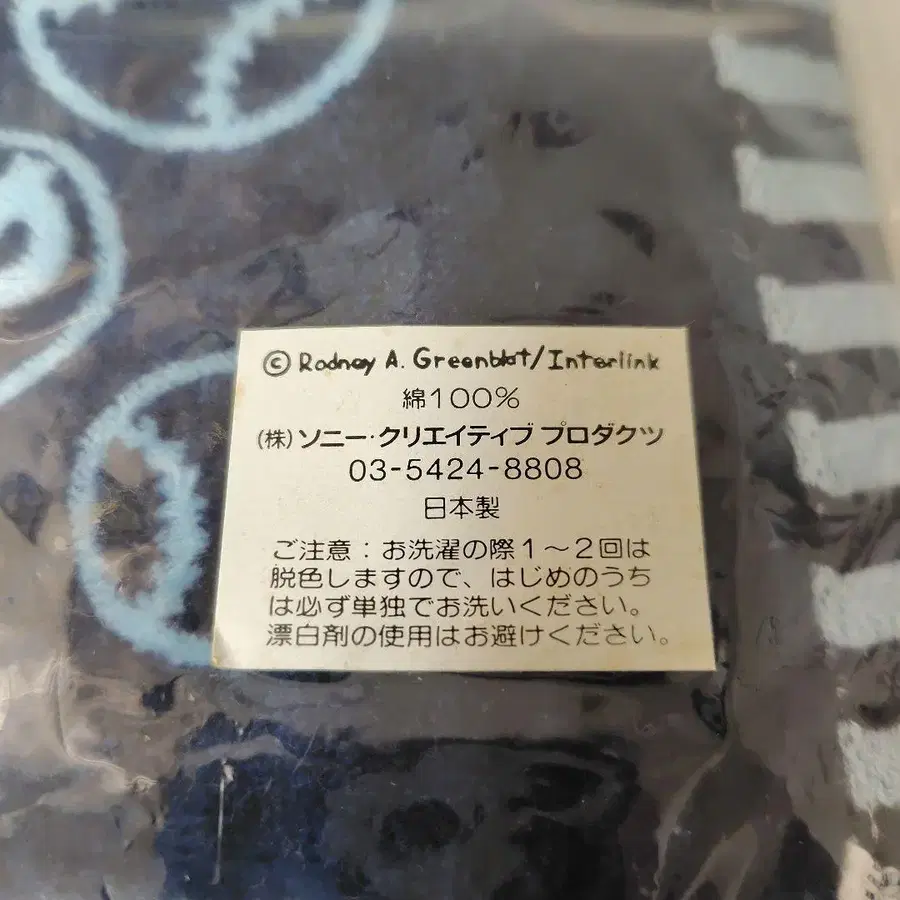 © Rodney A. Greenblat/Interlink
綿100%
(株)ソニー・クリエイティブ プロダクツ
03-5424-8808
日本製
ご注意:お洗濯の際1～2回は
脱色しますので、はじめのうち
は必ず単独でお洗いください。
漂白剤の使用はお避けください。